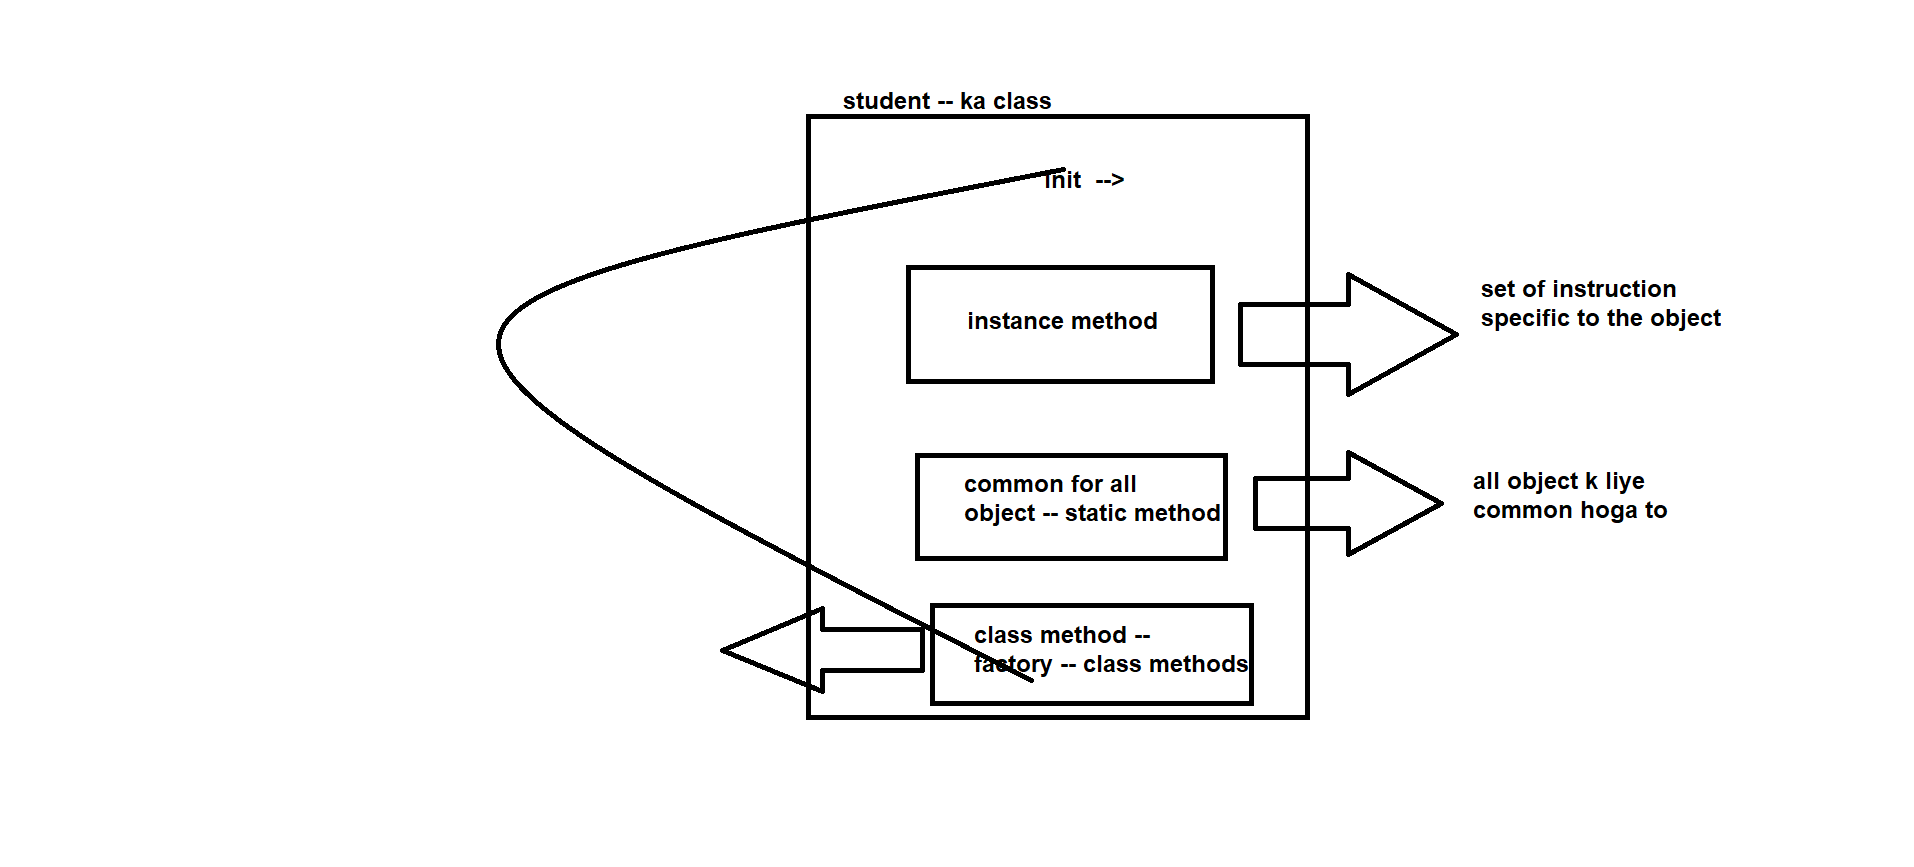 student -- ka class
init  -->
instance method
set of instruction
specific to the object
common for all
object -- static method
all object k liye
common hoga to
class method --
factory -- class methods